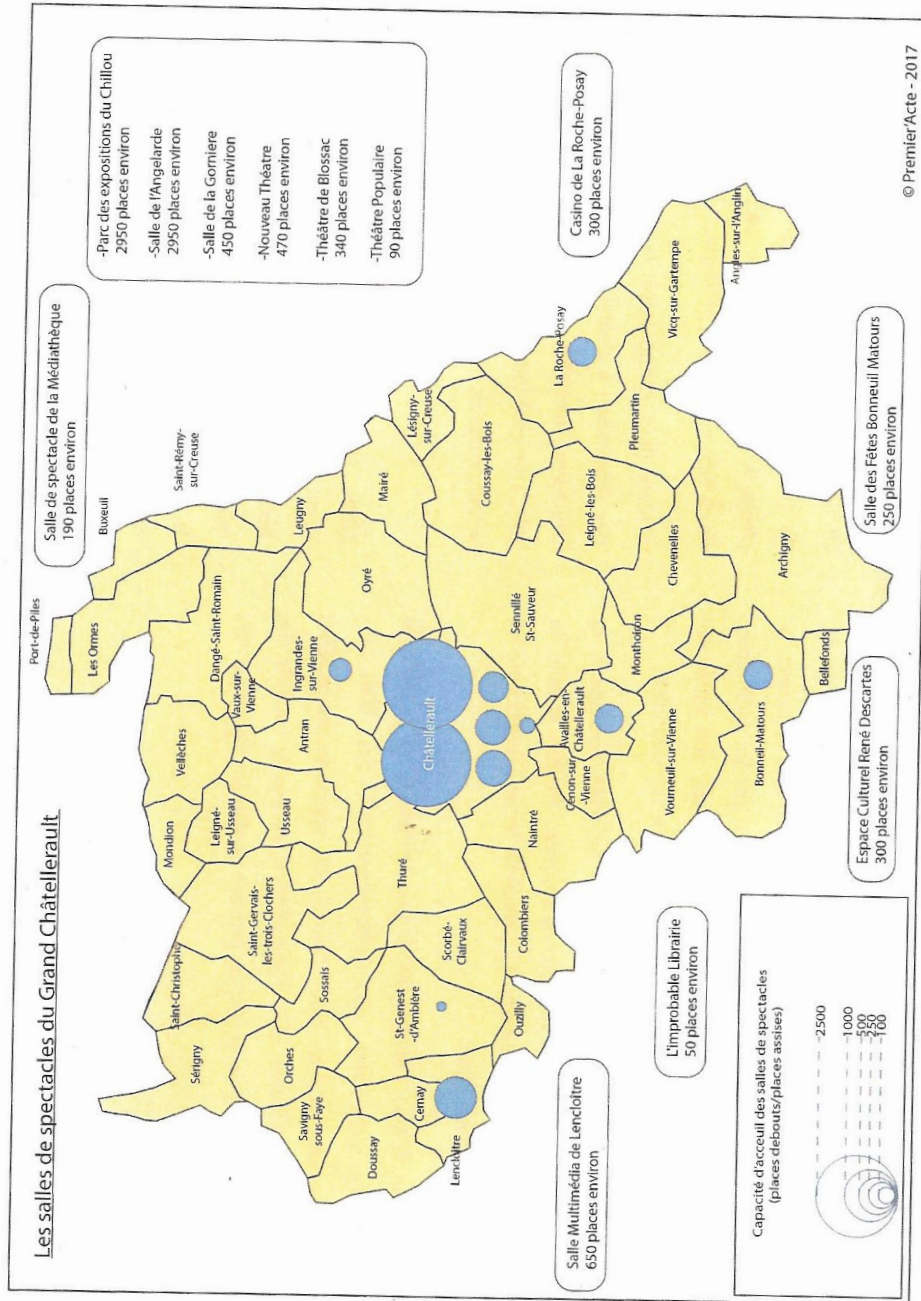 Les salles de spectacles du Grand Châtellerault
Salle de spectacle de la Médiathèque
190 places environ
-Parc des expositions du Chillou
2950 places environ
-Salle de l'Angelarde
2950 places environ
-Salle de la Gorniere
450 places environ
-Nouveau Théatre
470 places environ
-Théâtre de Blossac
340 places environ
-Théâtre Populaire
90 places environ
Casino de La Roche-Posay
300 places environ
Salle des Fêtes Bonneuil Matours
250 places environ
Espace Culturel René Descartes
300 places environ
L'improbable Librairie
50 places environ
Salle Multimédia de Lencloître
650 places environ
Port-de-Piles
Les Ormes
Buxeuil
Saint-Rémy-
sur-Creuse
Dangé-Saint-Romain
Leugny
Vellèches
Vaux-sur-
Vienne
Mondion
Leigné-
sur-Usseau
Antran
Ingrandes-
sur-Vienne
Oyré
Mairé
Lésigny-
sur-Creuse
Saint-Christophe
Saint-Gervais-
les-trois-Clochers
Usseau
Sérigny
Orches
Sossais
Thuré
Châtellerault
Sennillé
St-Sauveur
Coussay-les-Bois
La Roche-Posay
Savigny
sous-Faye
Doussay
Cernay
Lencloître
St-Genest
-d'Ambière
Scorbé-
Clairvaux
Ouzilly
Colombiers
Naintré
Cenon-sur
-Vienne
Availles-en-
Châtellerault
Monthoiron
Leigné-les-Bois
Pleumartin
Vicq-sur-Gartempe
Angles-sur-l'Anglin
Chevenelles
Vourneuil-sur-Vienne
Bonneil-Matours
Archigny
Bellefonds
Capacité d'acceuil des salles de spectacles
(places debouts/places assises)
2500
1000
500
250
100
© Premier'Acte - 2017